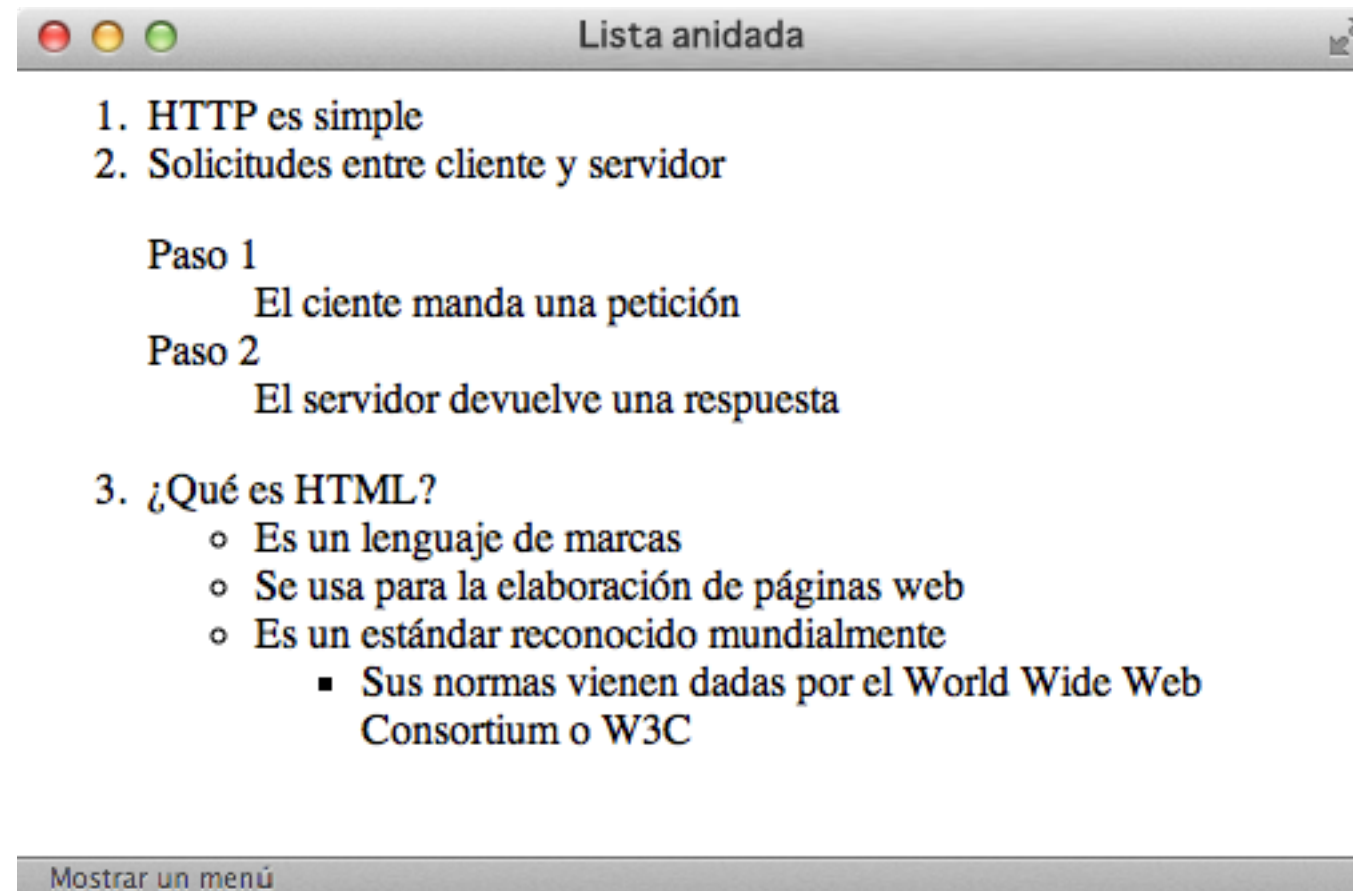 Lista anidada
1. HTTP es simple
2. Solicitudes entre cliente y servidor
Paso 1
El ciente manda una petición
Paso 2
El servidor devuelve una respuesta
3. ¿Qué es HTML?
Es un lenguaje de marcas
Se usa para la elaboración de páginas web
Es un estándar reconocido mundialmente
Sus normas vienen dadas por el World Wide Web
Consortium o W3C
Mostrar un menú